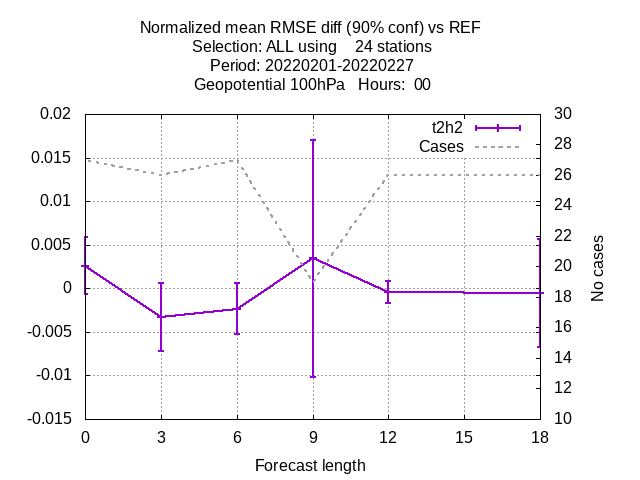 Normalized mean RMSE diff (90% conf) vs REF
Selection: ALL using    24 stations
Period: 20220201-20220227
Geopotential 100hPa   Hours:  00
0.02
0.015
0.01
0.005
0
-0.005
-0.01
-0.015
30
28
26
24
22
20
18
16
14
12
10
t2h2
Cases
No cases
0 3 6 9 12 15 18
Forecast length